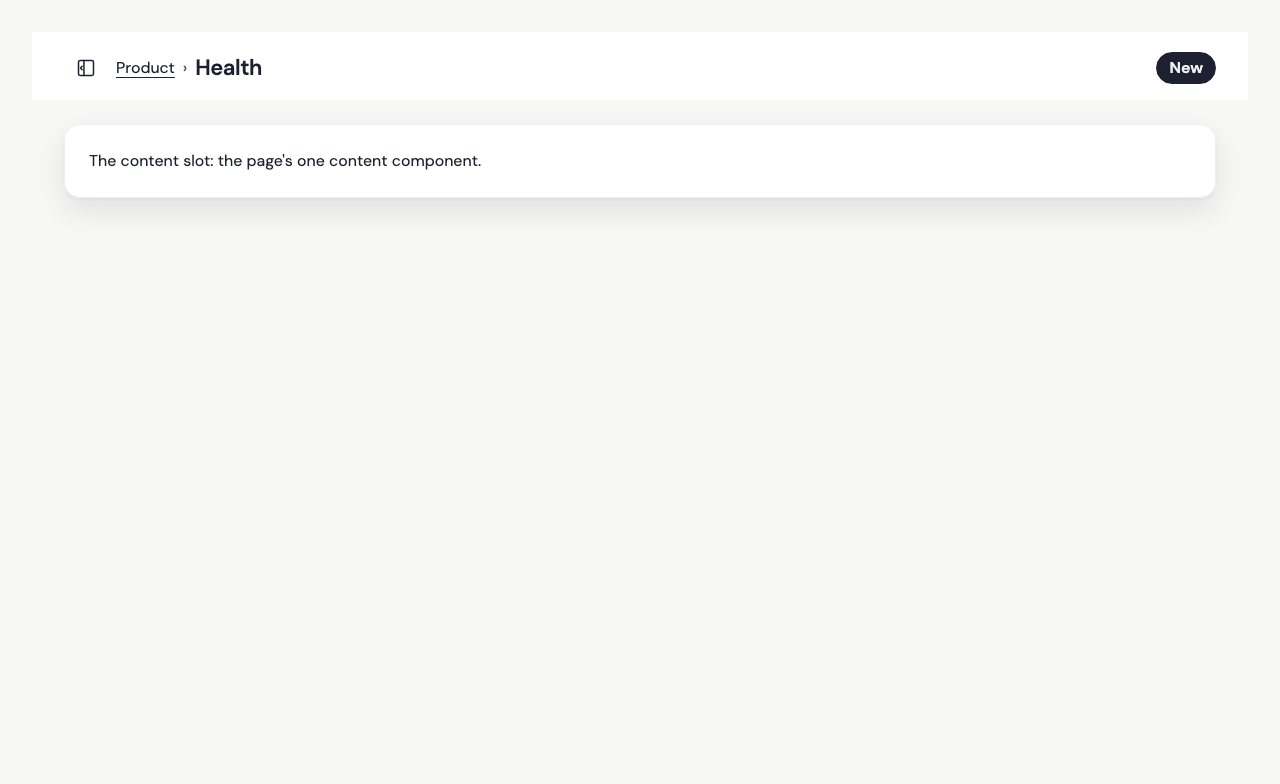 Product › Health
New
The content slot: the page's one content component.